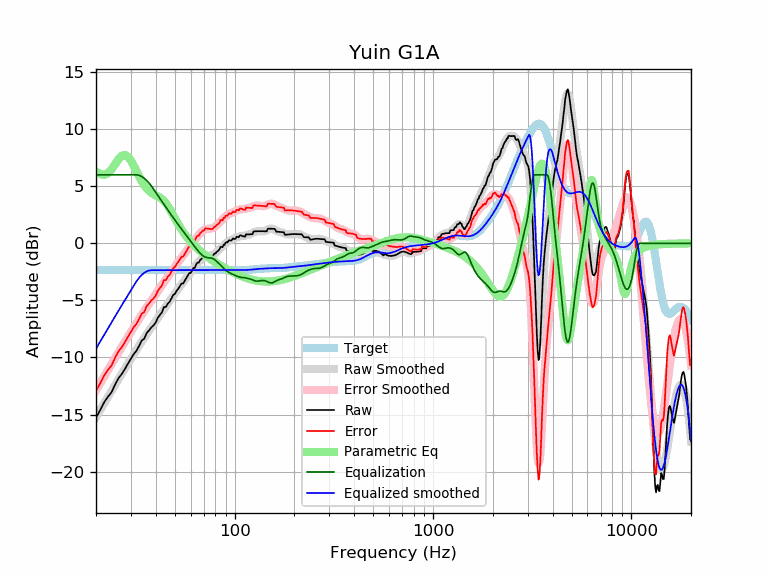 Yuin G1A
15
10
5
0
−5
−10
−15
−20
Amplitude (dBr)
Target
Raw Smoothed
Error Smoothed
Raw
Error
Parametric Eq
Equalization
Equalized smoothed
100
1000
10000
Frequency (Hz)